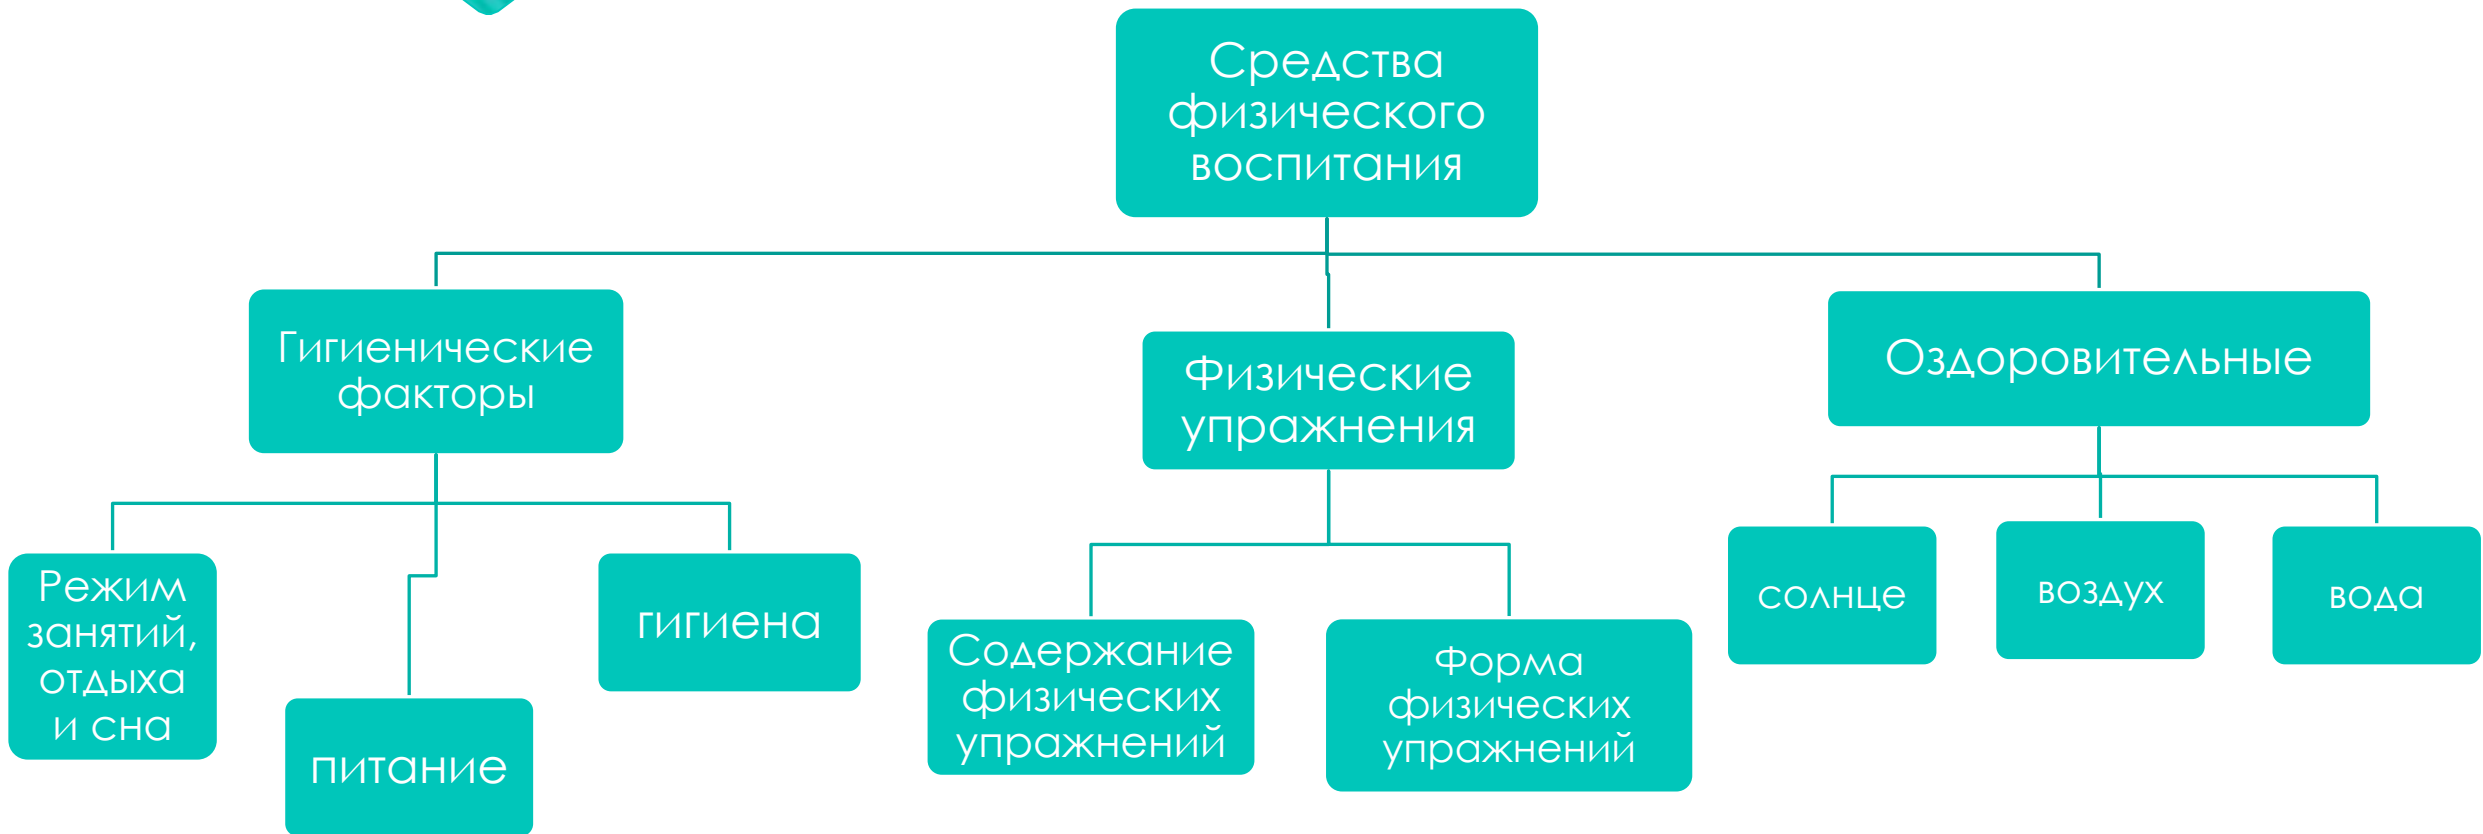 Средства
физического
воспитания
Гигиенические
факторы
Физические
упражнения
Оздоровительные
Режим
занятий,
отдыха
и сна
питание
гигиена
Содержание
физических
упражнений
Форма
физических
упражнений
солнце
воздух
вода